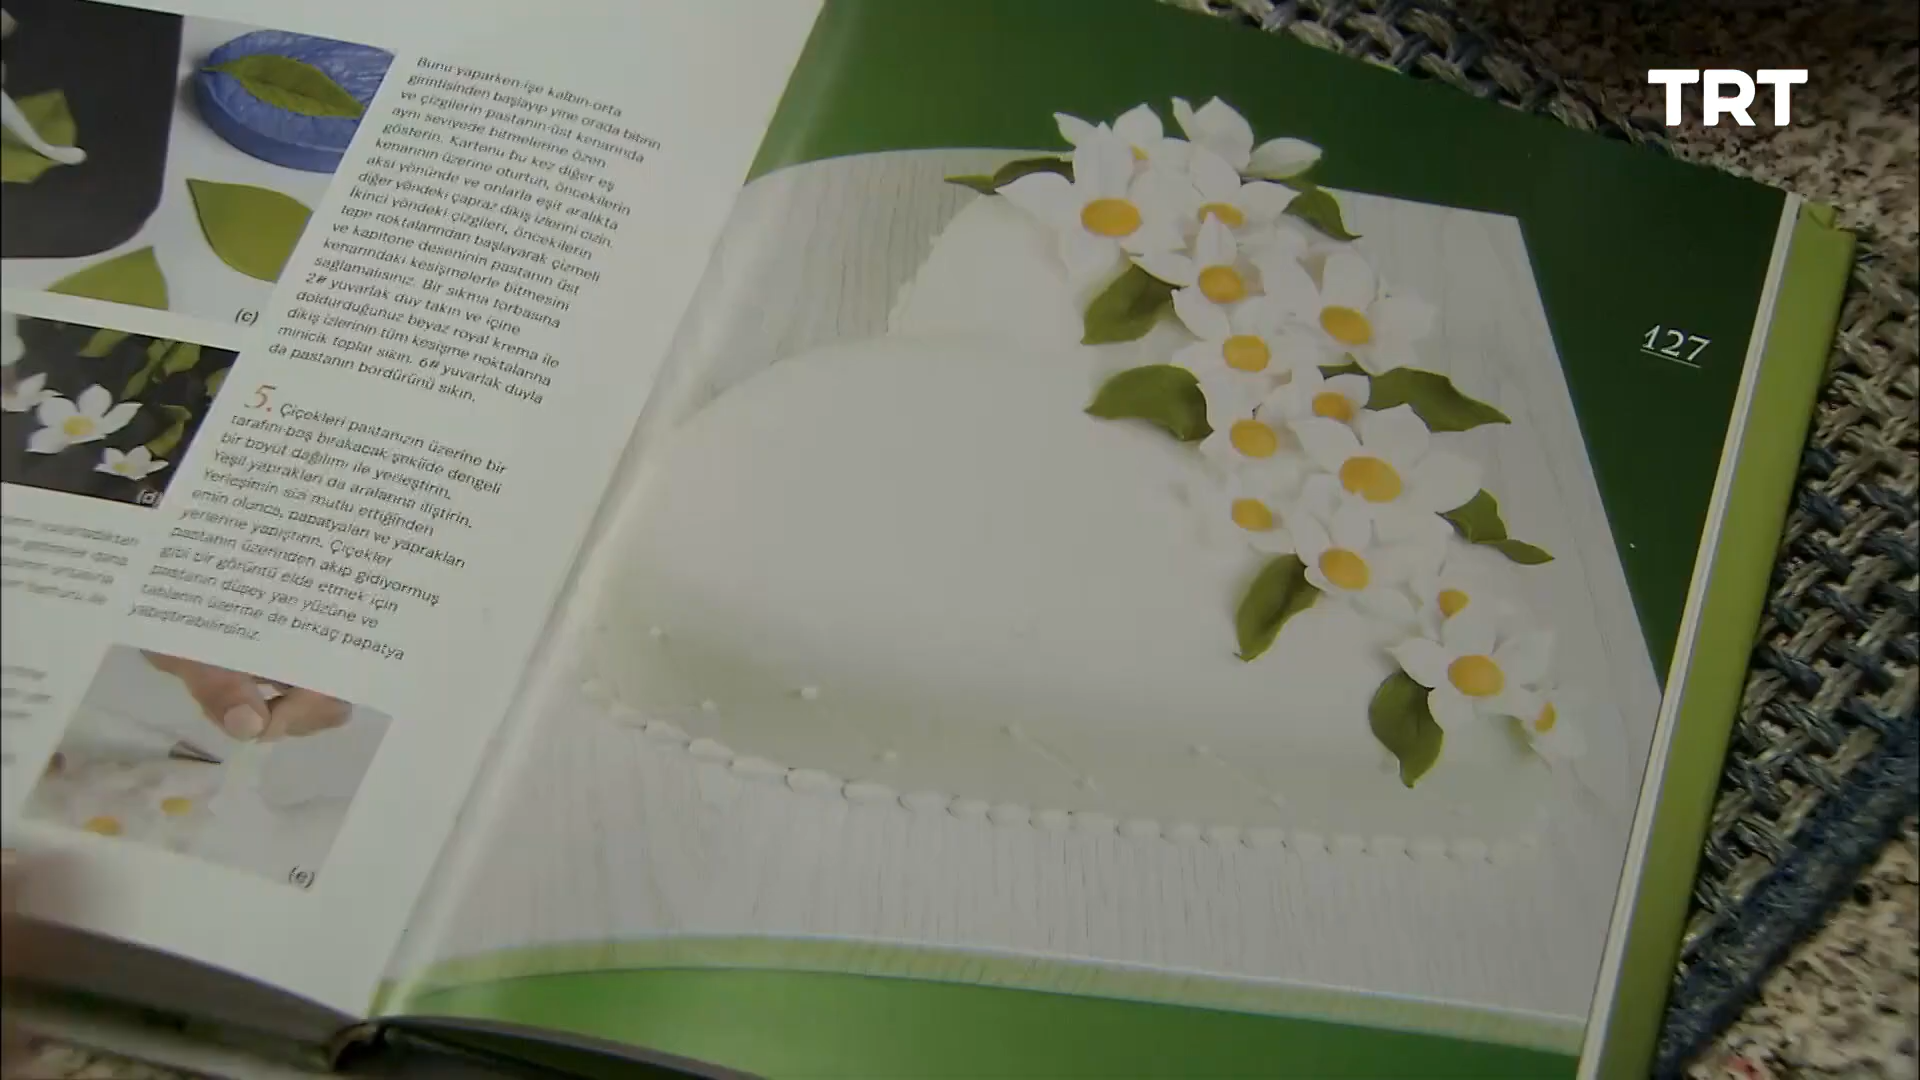 TRT
Bunu yaparken işe kalbin orta
girintisinden başlayıp yine orada bitirin
ve çizgilerin pastanın üst kenarında
aynı seviyede bitmelerine özen
gösterin. Kartonu bu kez diğer eş
kenarının üzerine oturtun, öncekilerin
aksi yönünde ve onlarla eşit aralıkta
diğer yöndeki çapraz dikiş izlerini çizin.
İkinci yöndeki çizgileri, öncekilerin
tepe noktalarından başlayarak çizmeli
ve kapitone deseninin pastanın üst
kenarındaki kesişmelerle bitmesini
sağlamalısınız. Bir sıkma torbasına
2# yuvarlak duy takın ve içine
doldurduğunuz beyaz royal krema ile
dikiş izlerinin tüm kesişme noktalarına
minicik toplar sıkın. 6# yuvarlak duyla
da pastanın bordürünü sıkın.
5. Çiçekleri pastanızın üzerine bir
tarafını boş bırakacak şekilde dengeli
bir boyut dağılımı ile yerleştirin.
Yeşil yaprakları da aralarına iliştirin.
Yerleşimin sizi mutlu ettiğinden
emin olunca, papatyaları ve yaprakları
yerlerine yapıştırın. Çiçekler
pastanın üzerinden akıp gidiyormuş
gibi bir görüntü elde etmek için
pastanın düşey yan yüzüne ve
tablanın üzerine de birkaç papatya
yapıştırabilirsiniz.
(c)
(d)
(e)
127